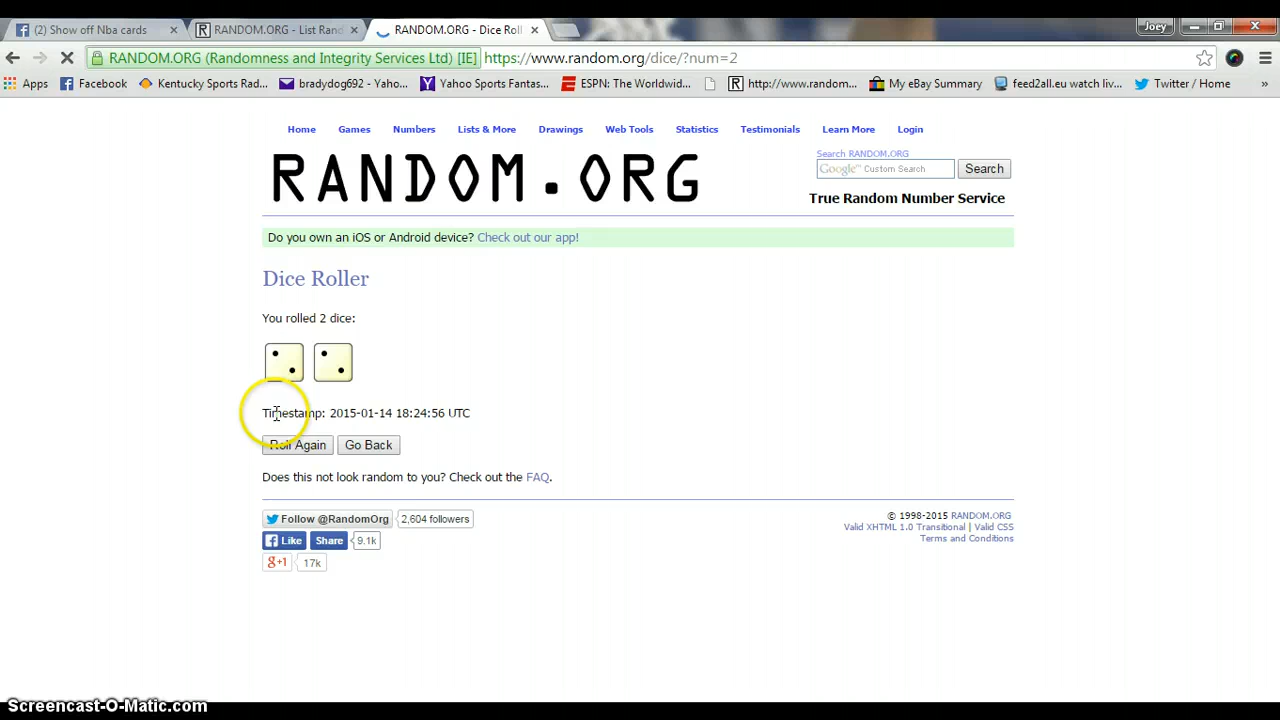 (2) Show off Nba cards
RANDOM.ORG - List Rand
RANDOM.ORG - Dice Roll
Joey
RANDOM.ORG (Randomness and Integrity Services Ltd) [IE]
https://www.random.org/dice/?num=2
Apps
Facebook
Kentucky Sports Rad...
bradydog692 - Yaho...
Yahoo Sports Fantas...
ESPN: The Worldwid...
http://www.random...
My eBay Summary
feed2all.eu watch liv...
Twitter / Home
»
Home
Games
Numbers
Lists & More
Drawings
Web Tools
Statistics
Testimonials
Learn More
Login
RANDOM.ORG
Search RANDOM.ORG
Google™ Custom Search
Search
True Random Number Service
Do you own an iOS or Android device? Check out our app!
Dice Roller
You rolled 2 dice:
Timestamp: 2015-01-14 18:24:56 UTC
Roll Again
Go Back
Does this not look random to you? Check out the FAQ.
Follow @RandomOrg
2,604 followers
Like
Share
9.1k
g+1
17k
© 1998-2015 RANDOM.ORG
Valid XHTML 1.0 Transitional | Valid CSS
Terms and Conditions
Screencast-O-Matic.com